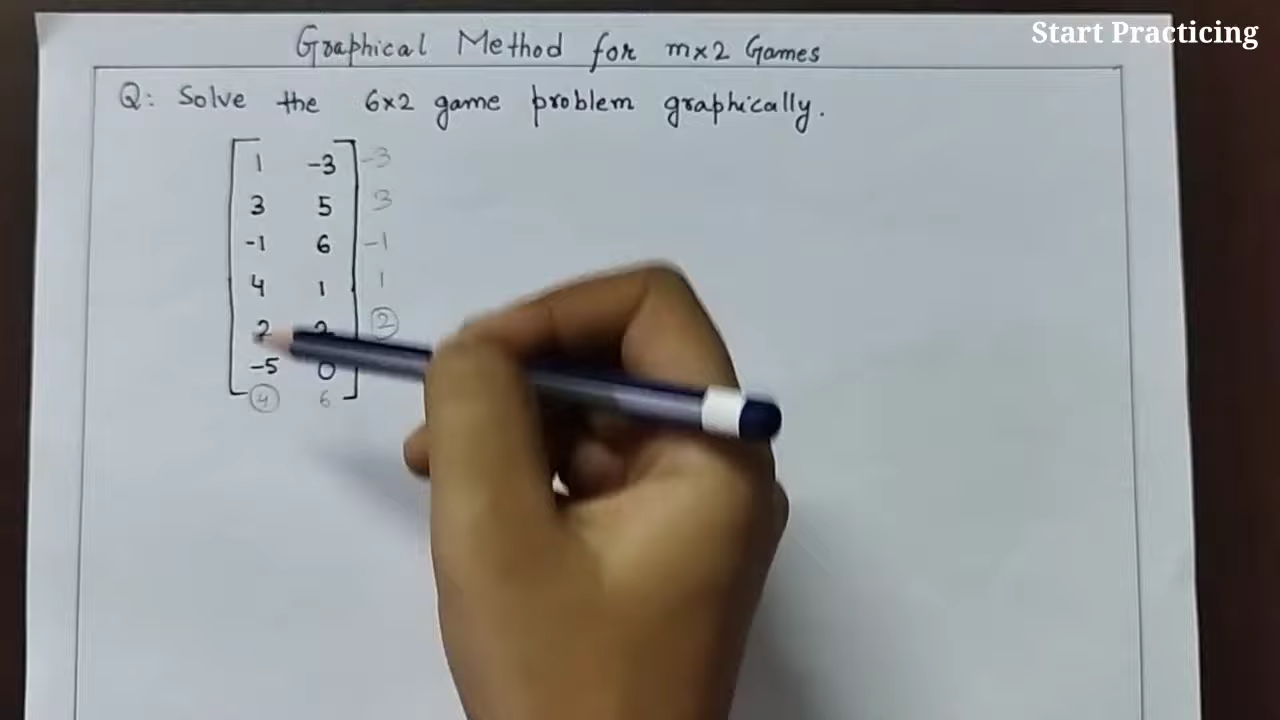 Start Practicing
Graphical Method for m×2 Games
Q: Solve the 6×2 game problem graphically.
1 -3 -3
3 5 3
-1 6 -1
4 1 1
2 2 2
-5 0
4 6